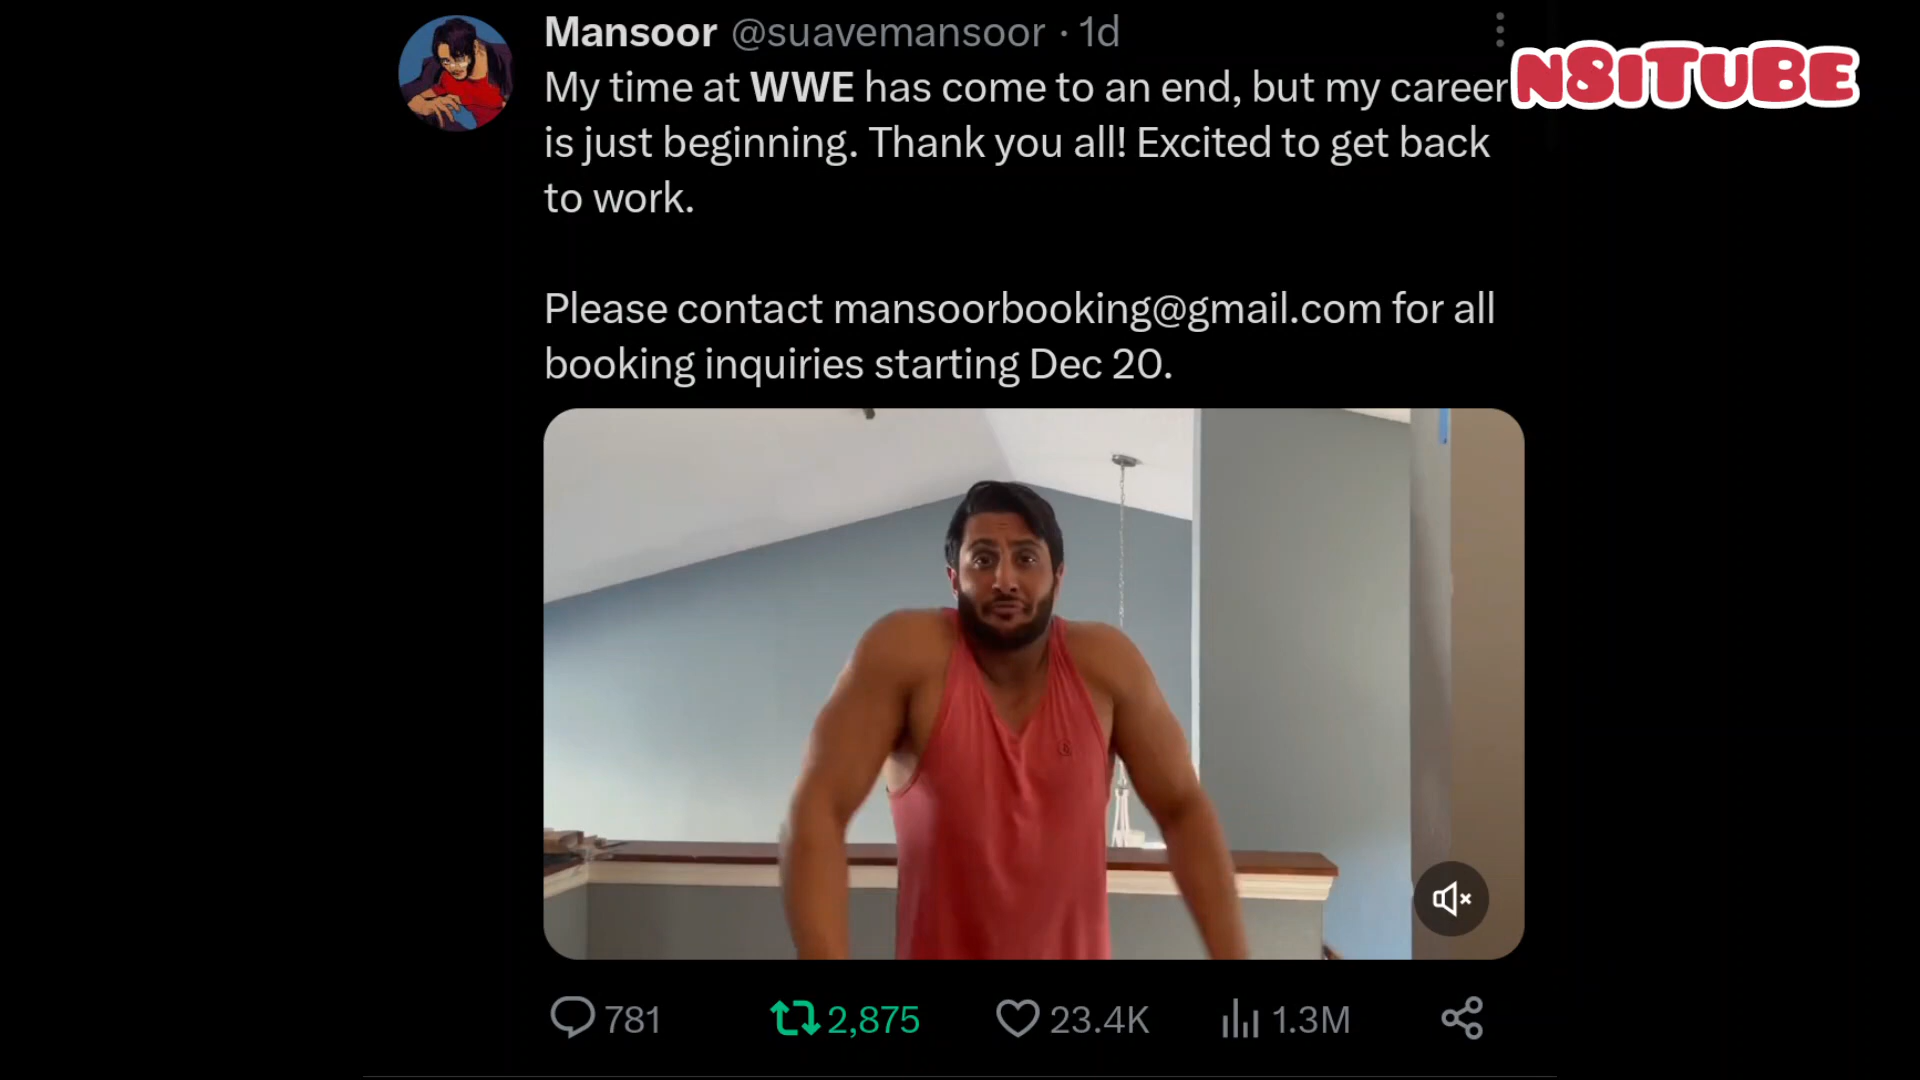 Mansoor @suavemansoor · 1d
N8iTUBE
My time at WWE has come to an end, but my career
is just beginning. Thank you all! Excited to get back
to work.
Please contact mansoorbooking@gmail.com for all
booking inquiries starting Dec 20.
781 2,875 23.4K 1.3M